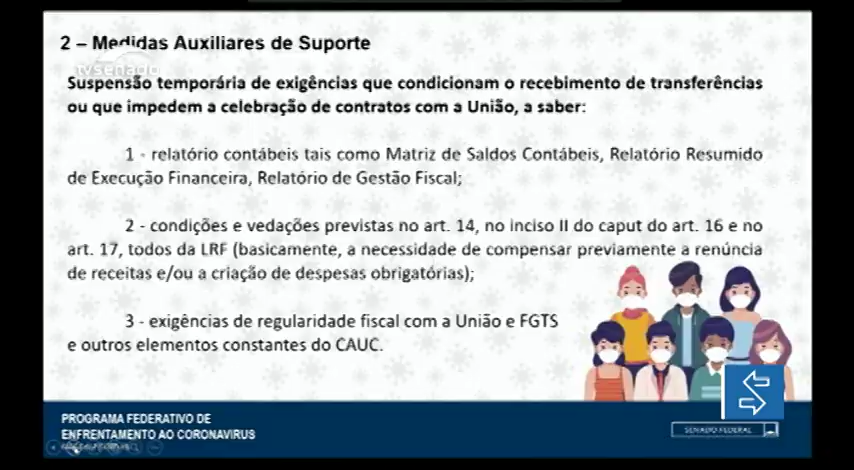 2 – Medidas Auxiliares de Suporte
tvsenado
Suspensão temporária de exigências que condicionam o recebimento de transferências
ou que impedem a celebração de contratos com a União, a saber:
1 - relatório contábeis tais como Matriz de Saldos Contábeis, Relatório Resumido
de Execução Financeira, Relatório de Gestão Fiscal;
2 - condições e vedações previstas no art. 14, no inciso II do caput do art. 16 e no
art. 17, todos da LRF (basicamente, a necessidade de compensar previamente a renúncia
de receitas e/ou a criação de despesas obrigatórias);
3 - exigências de regularidade fiscal com a União e FGTS
e outros elementos constantes do CAUC.
PROGRAMA FEDERATIVO DE
ENFRENTAMENTO AO CORONAVIRUS
SENADO FEDERAL